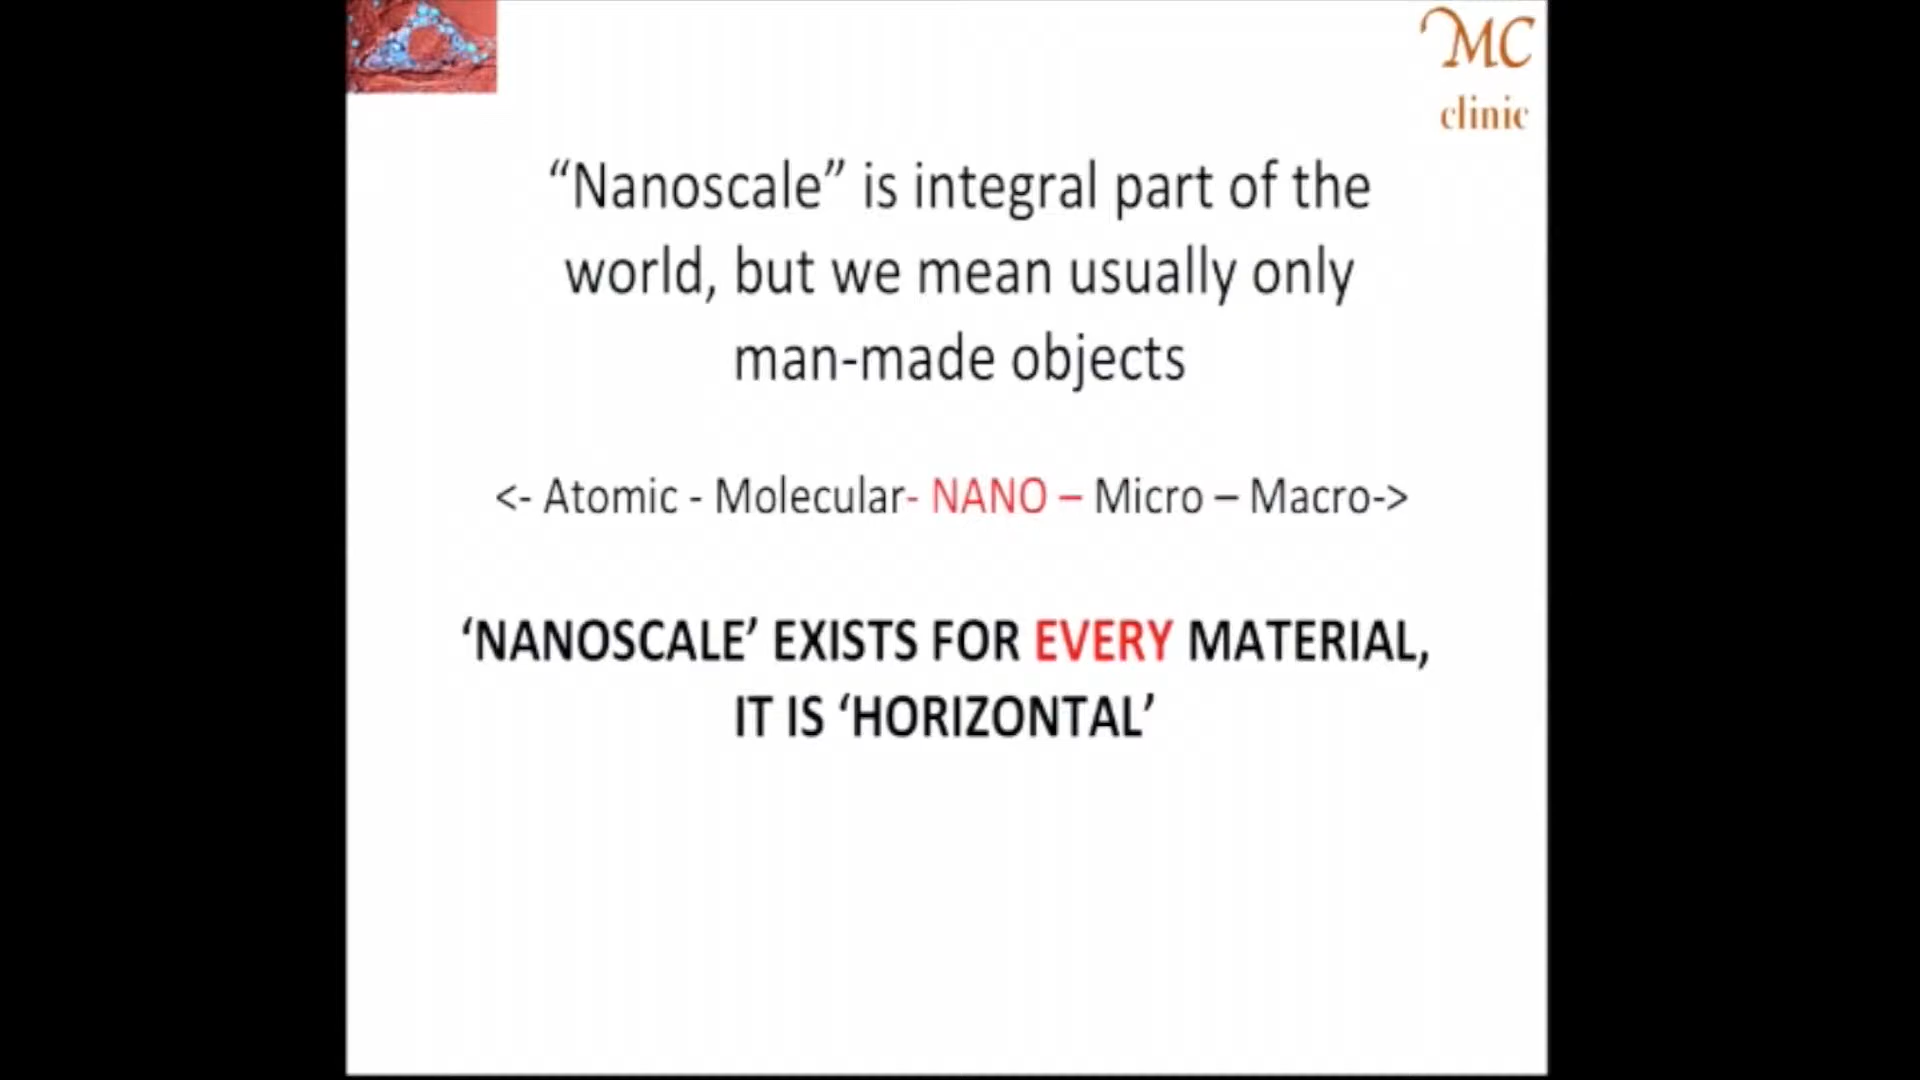 MC
clinic
“Nanoscale” is integral part of the
world, but we mean usually only
man-made objects
<- Atomic - Molecular- NANO – Micro – Macro->
‘NANOSCALE’ EXISTS FOR EVERY MATERIAL,
IT IS ‘HORIZONTAL’